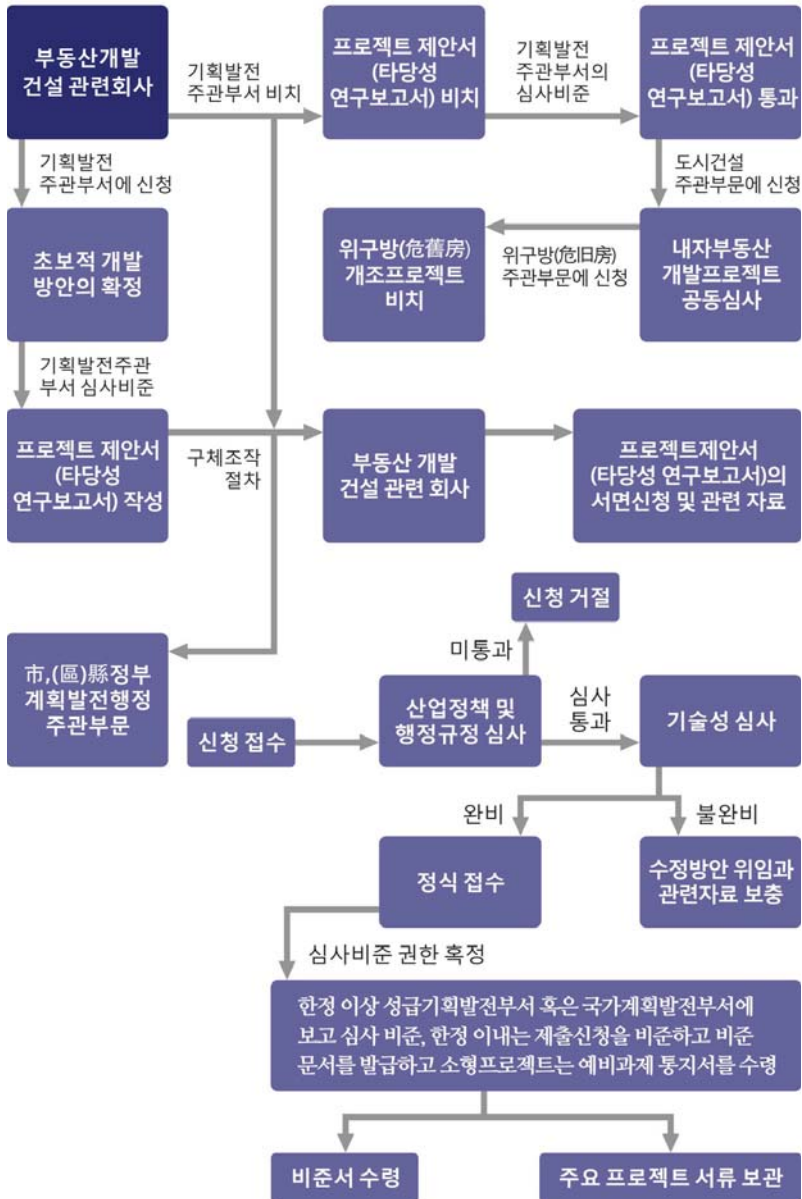 부동산개발
건설 관련회사
기획발전
주관부서 비치
프로젝트 제안서
(타당성
연구보고서) 비치
기획발전
주관부서의
심사비준
프로젝트 제안서
(타당성
연구보고서) 통과
기획발전
주관부서에 신청
도시건설
주관부문에 신청
초보적 개발
방안의 확정
위구방(危舊房)
개조프로젝트
비치
위구방(危旧房)
주관부문에 신청
내자부동산
개발프로젝트
공동심사
기획발전주관
부서 심사비준
프로젝트 제안서
(타당성
연구보고서) 작성
구체조작
절차
부동산 개발
건설 관련 회사
프로젝트제안서
(타당성 연구보고서)의
서면신청 및 관련 자료
신청 거절
미통과
市,(區)縣정부
계획발전행정
주관부문
신청 접수
산업정책 및
행정규정 심사
심사
통과
기술성 심사
완비
불완비
정식 접수
수정방안 위임과
관련자료 보충
심사비준 권한 혹정
한정 이상 성급기획발전부서 혹은 국가계획발전부서에
보고 심사 비준, 한정 이내는 제출신청을 비준하고 비준
문서를 발급하고 소형프로젝트는 예비과제 통지서를 수령
비준서 수령
주요 프로젝트 서류 보관